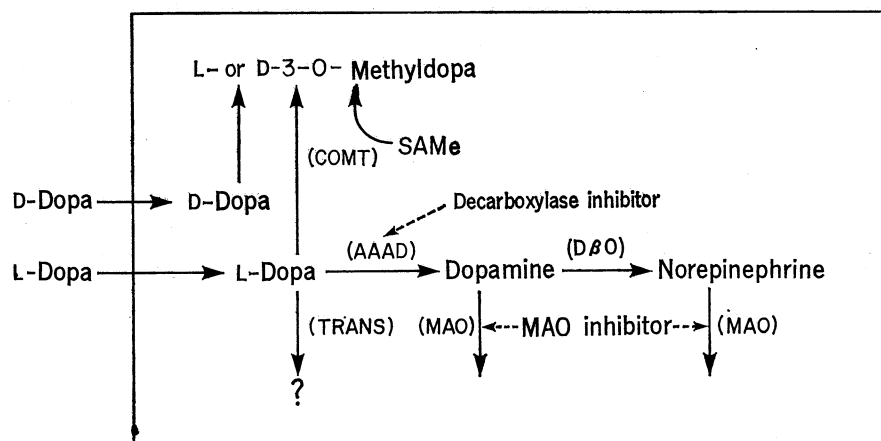 L- or D-3-O- Methyldopa
(COMT) SAMe
D-Dopa D-Dopa Decarboxylase inhibitor
(AAAD) (DβO)
L-Dopa L-Dopa Dopamine Norepinephrine
(TRANS) (MAO) MAO inhibitor (MAO)
?